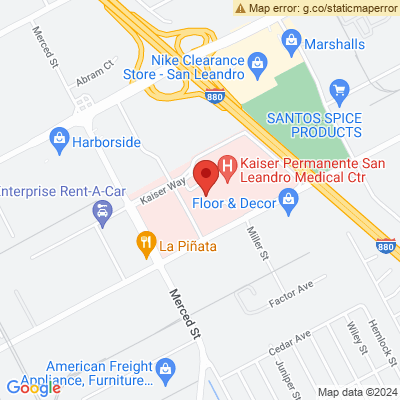 Map error: g.co/staticmaperror
Merced St
Abram Ct
Nike Clearance
Store - San Leandro
Marshalls
880
SANTOS SPICE
PRODUCTS
Harborside
Kaiser Way
H
Kaiser Permanente San
Leandro Medical Ctr
Enterprise Rent-A-Car
Floor & Decor
La Piñata
Miller St
880
Merced St
Factor Ave
Wiley St
Hemlock St
Cedar Ave
Juniper St
American Freight
Appliance, Furniture...
Google
Map data ©2024